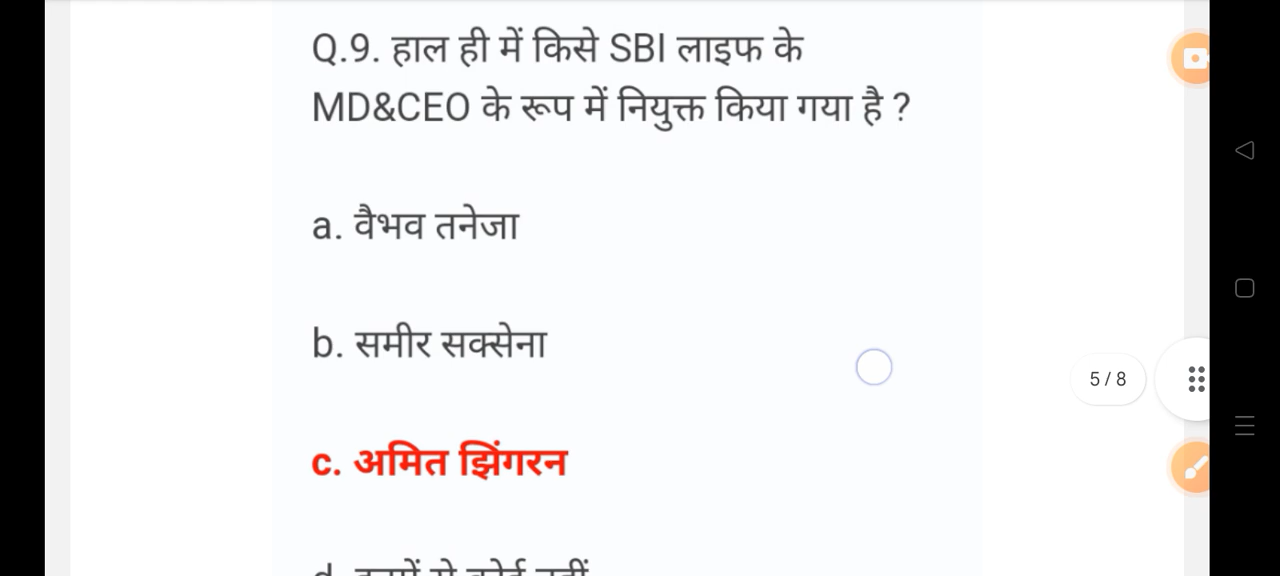 Q.9. हाल ही में किसे SBI लाइफ के
MD&CEO के रूप में नियुक्त किया गया है ?
a. वैभव तनेजा
b. समीर सक्सेना
5 / 8
c. अमित झिंगरन